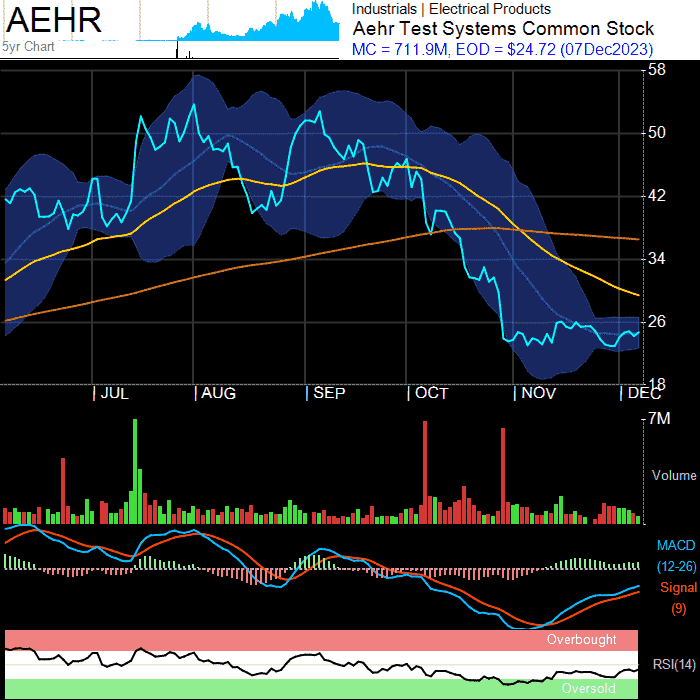 AEHR
5yr Chart
Industrials | Electrical Products
Aehr Test Systems Common Stock
MC = 711.9M, EOD = $24.72 (07Dec2023)
58
50
42
34
26
18
JUL
AUG
SEP
OCT
NOV
DEC
7M
Volume
MACD
(12-26)
Signal
(9)
Overbought
RSI(14)
Oversold